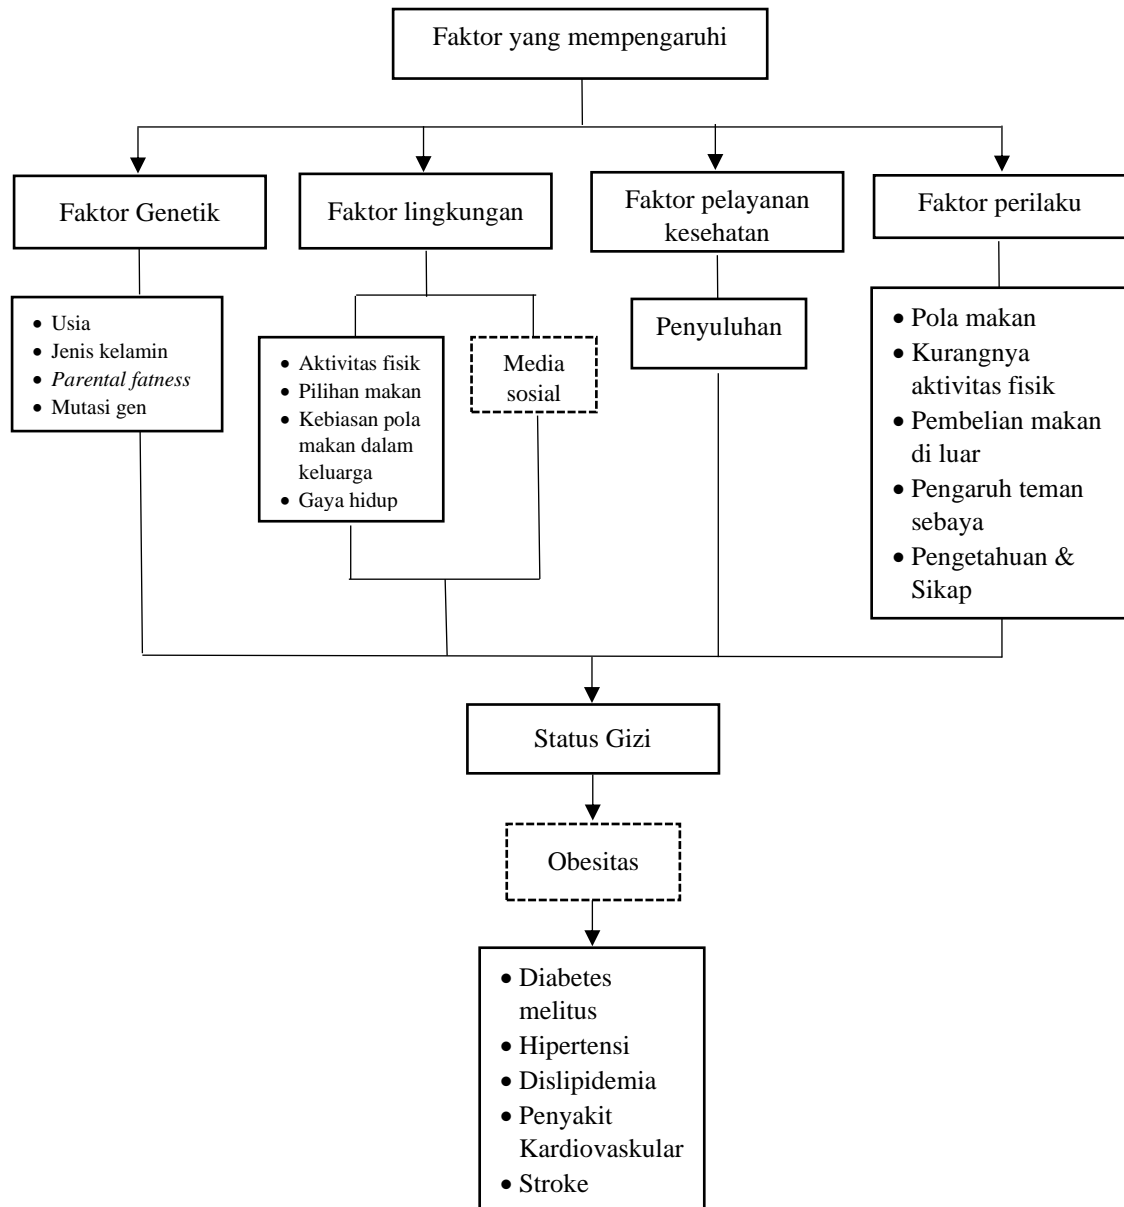 Faktor yang mempengaruhi
Faktor Genetik
Faktor lingkungan
Faktor pelayanan
kesehatan
Faktor perilaku
• Usia
• Jenis kelamin
• Parental fatness
• Mutasi gen
• Aktivitas fisik
• Pilihan makan
• Kebiasan pola
makan dalam
keluarga
• Gaya hidup
Media
sosial
Penyuluhan
• Pola makan
• Kurangnya
aktivitas fisik
• Pembelian makan
di luar
• Pengaruh teman
sebaya
• Pengetahuan &
Sikap
Status Gizi
Obesitas
• Diabetes
melitus
• Hipertensi
• Dislipidemia
• Penyakit
Kardiovaskular
• Stroke